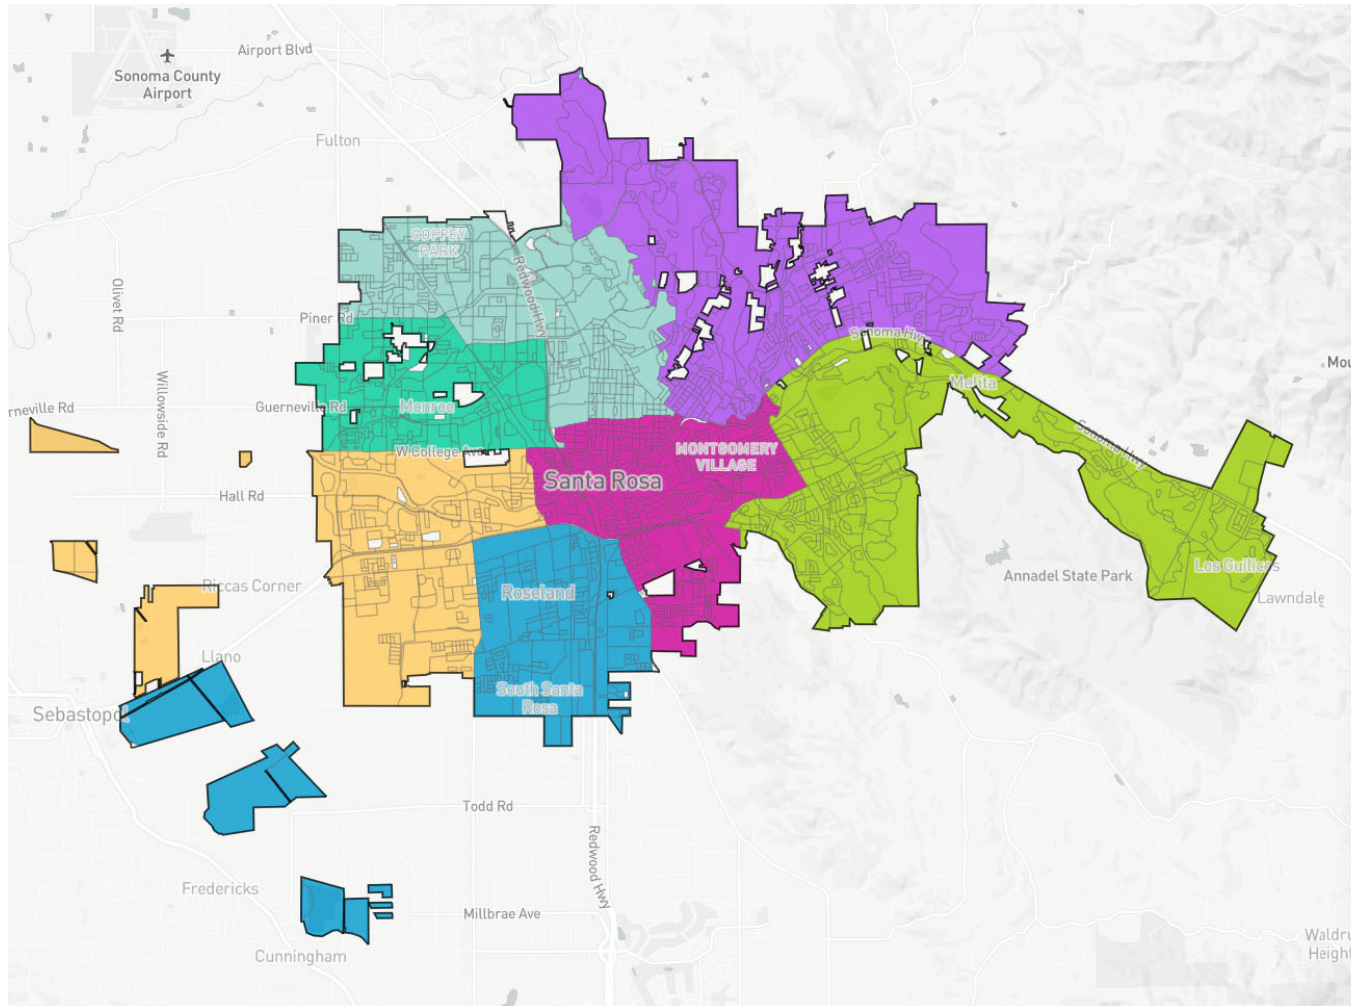 Airport Blvd
Sonoma County
Airport
Fulton
COFFEY
PARK
Redwood Hwy
Olivet Rd
Piner Rd
Sonoma Hwy
Melita
Willowside Rd
rneville Rd
Guerneville Rd
Monroe
W College Ave
MONTGOMERY
VILLAGE
Sonoma Hwy
Santa Rosa
Hall Rd
Riccas Corner
Roseland
Annadel State Park
Los Guilicos
Lawndale
Llano
South Santa
Rosa
Sebastopol
Todd Rd
Redwood Hwy
Fredericks
Millbrae Ave
Cunningham
Waldru
Height
Mou